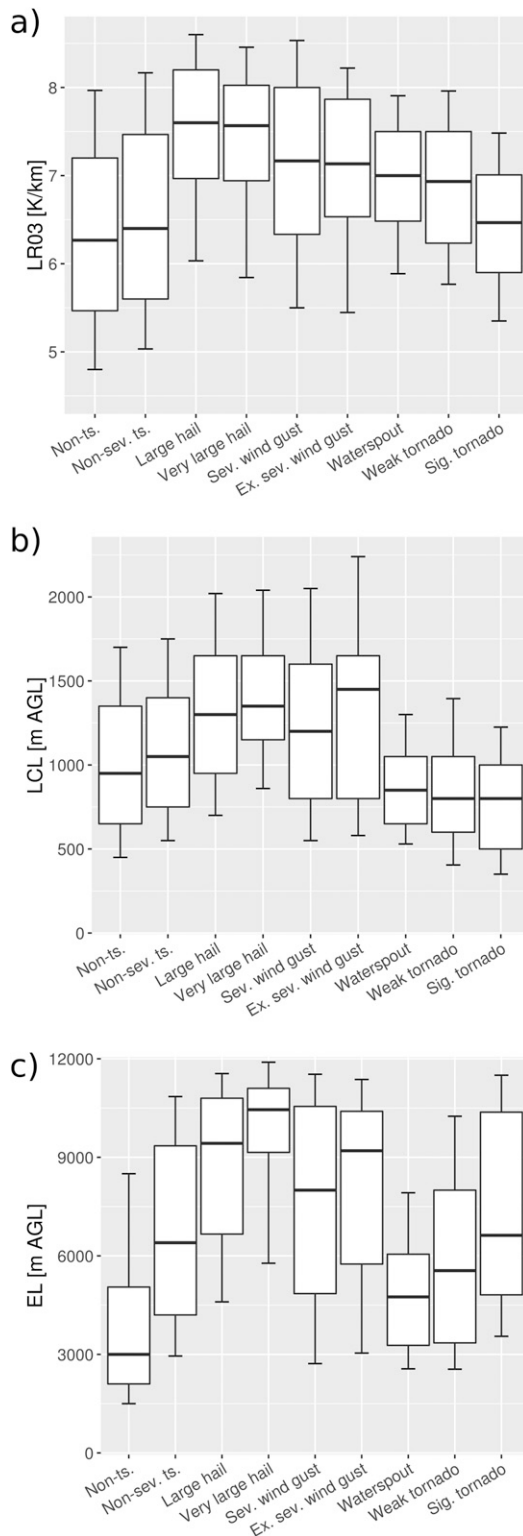 a)
LR03 [K/km]
8
7
6
5
Non-ts.
Non-sev. ts.
Large hail
Very large hail
Sev. wind gust
Ex. sev. wind gust
Waterspout
Weak tornado
Sig. tornado
b)
LCL [m AGL]
2000
1500
1000
500
0
Non-ts.
Non-sev. ts.
Large hail
Very large hail
Sev. wind gust
Ex. sev. wind gust
Waterspout
Weak tornado
Sig. tornado
c)
EL [m AGL]
12000
9000
6000
3000
0
Non-ts.
Non-sev. ts.
Large hail
Very large hail
Sev. wind gust
Ex. sev. wind gust
Waterspout
Weak tornado
Sig. tornado